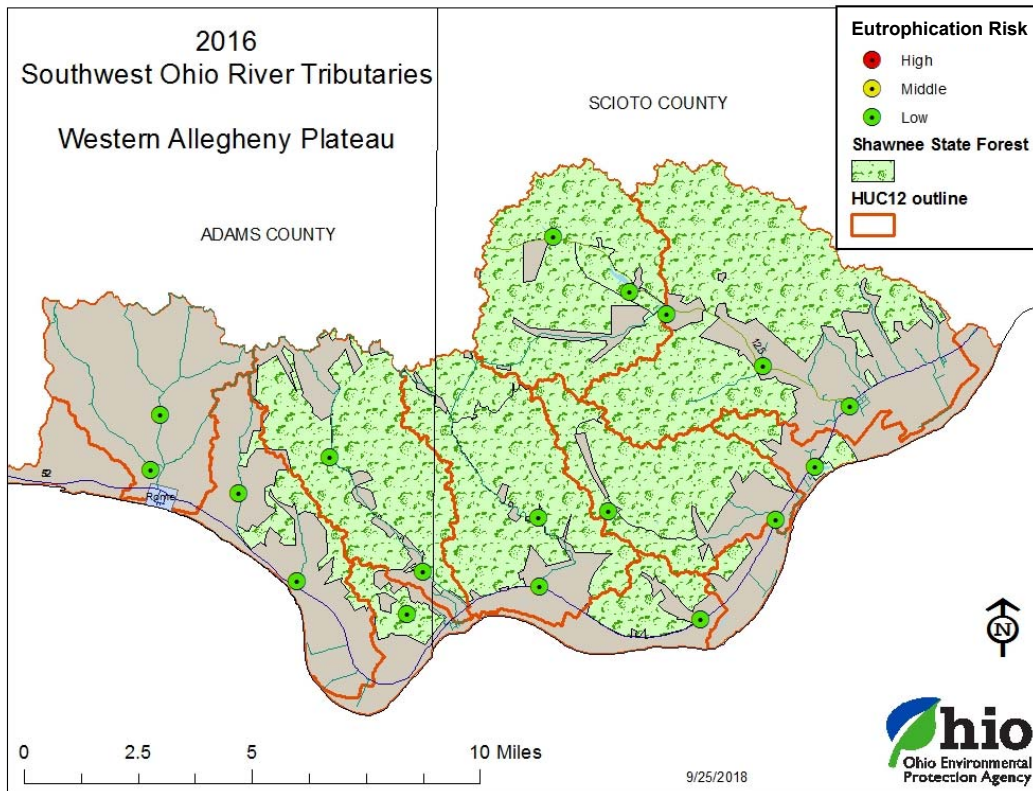 2016
Southwest Ohio River Tributaries
Western Allegheny Plateau
Eutrophication Risk
High
Middle
Low
Shawnee State Forest
HUC12 outline
SCIOTO COUNTY
ADAMS COUNTY
125
52
Rome
N
0 2.5 5 10 Miles
9/25/2018
Ohio
Ohio Environmental
Protection Agency